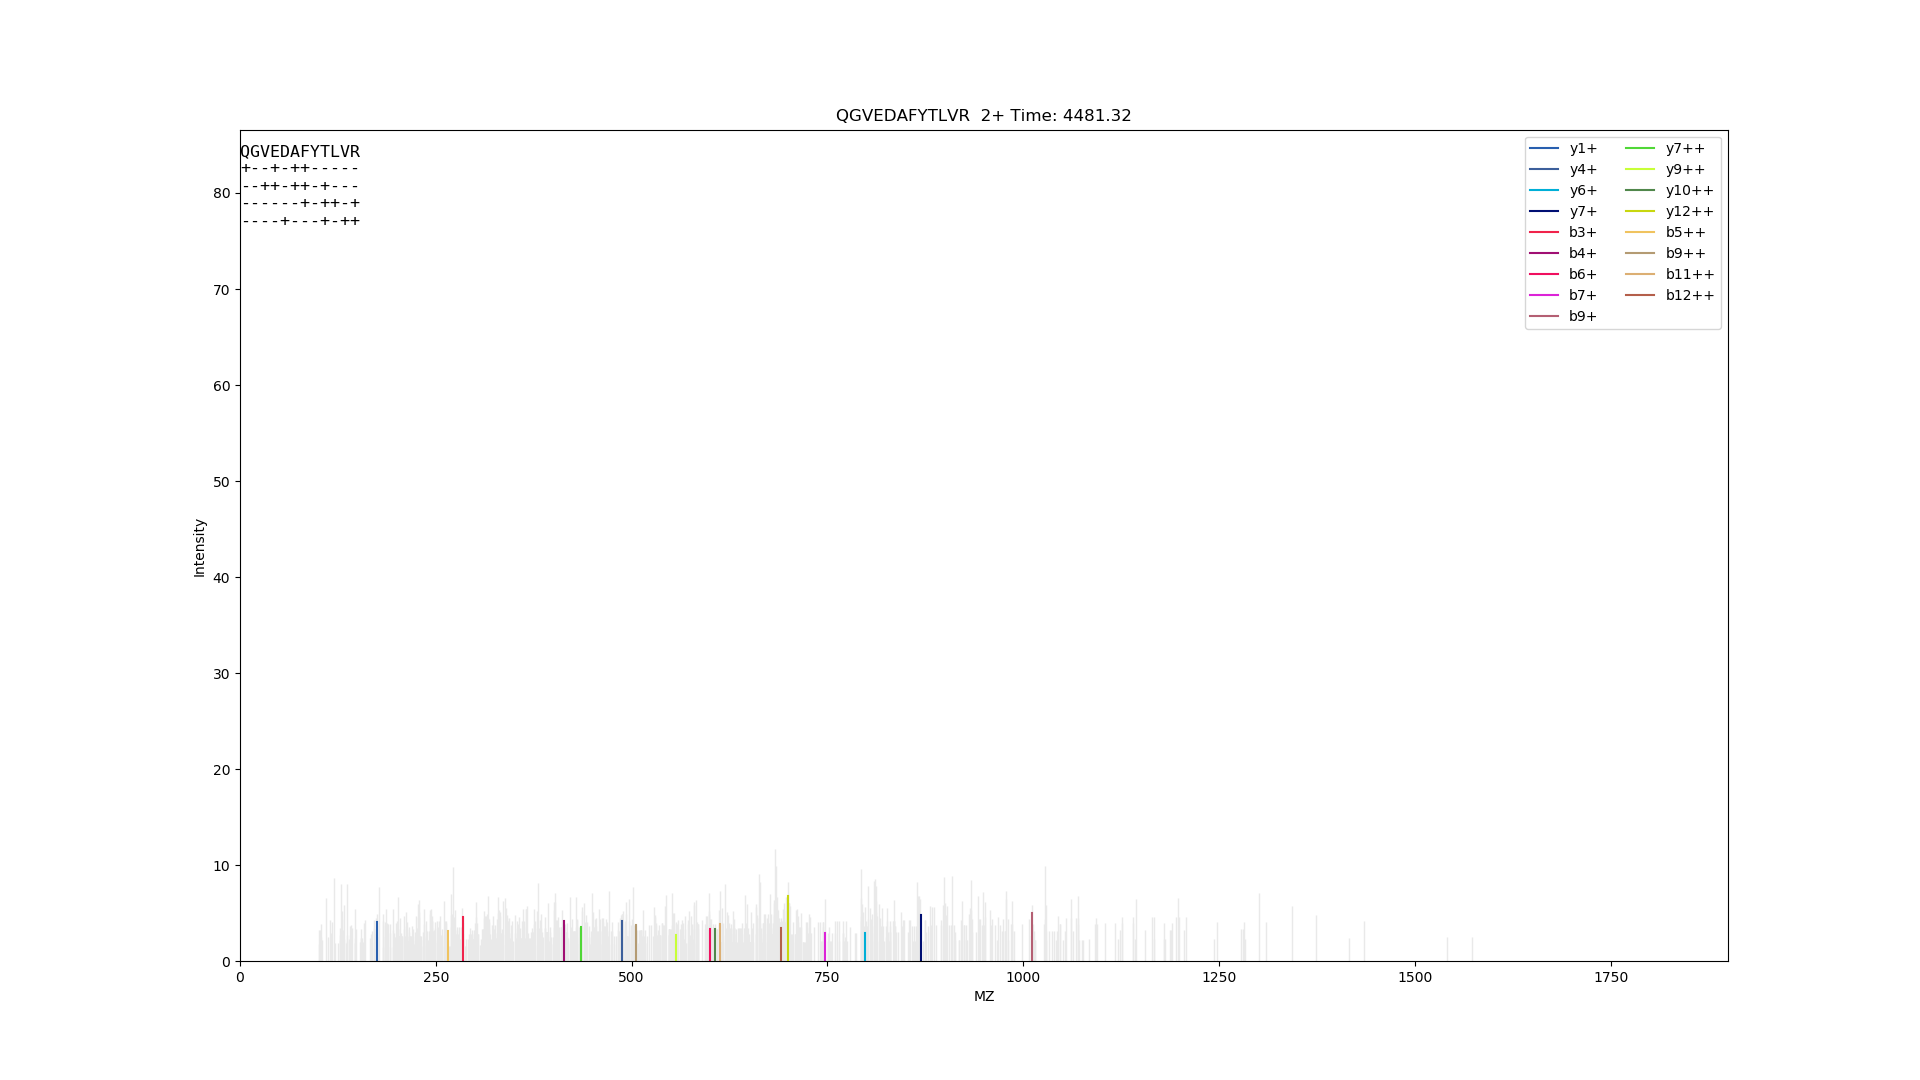 QGVEDAFYTLVR  2+ Time: 4481.32
QGVEDAFYTLVR
+--+-++-----
--++-++-+---
------+-++-+
----+---+-++
y1+
y4+
y6+
y7+
b3+
b4+
b6+
b7+
b9+
y7++
y9++
y10++
y12++
b5++
b9++
b11++
b12++
80
70
60
50
40
30
20
10
0
Intensity
0 250 500 750 1000 1250 1500 1750
MZ